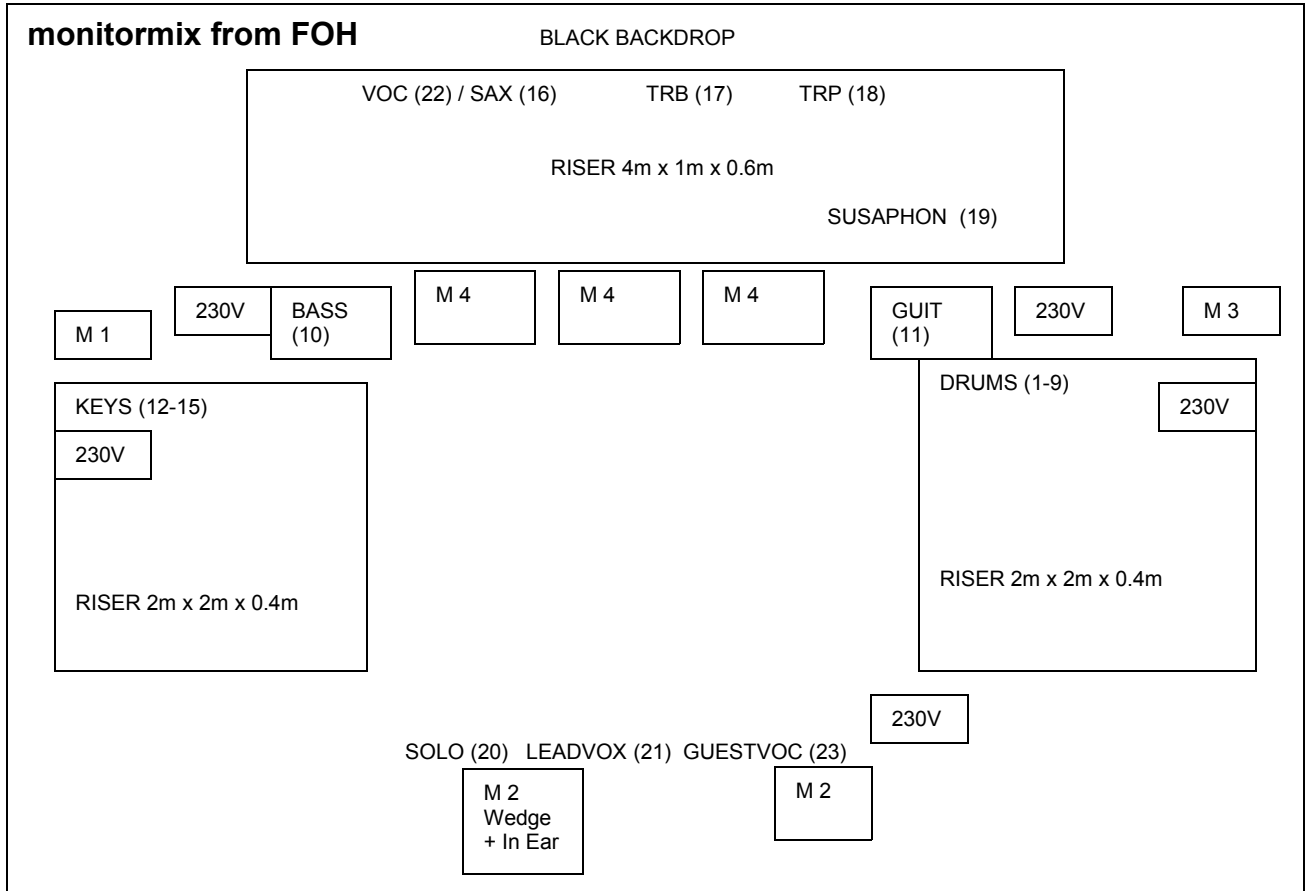 monitormix from FOH
BLACK BACKDROP
VOC (22) / SAX (16)
TRB (17)
TRP (18)
RISER 4m x 1m x 0.6m
SUSAPHON (19)
M 1
230V
BASS
(10)
M 4
M 4
M 4
GUIT
(11)
230V
M 3
KEYS (12-15)
230V
RISER 2m x 2m x 0.4m
DRUMS (1-9)
230V
RISER 2m x 2m x 0.4m
230V
SOLO (20)
LEADVOX (21)
GUESTVOC (23)
M 2
Wedge
+ In Ear
M 2